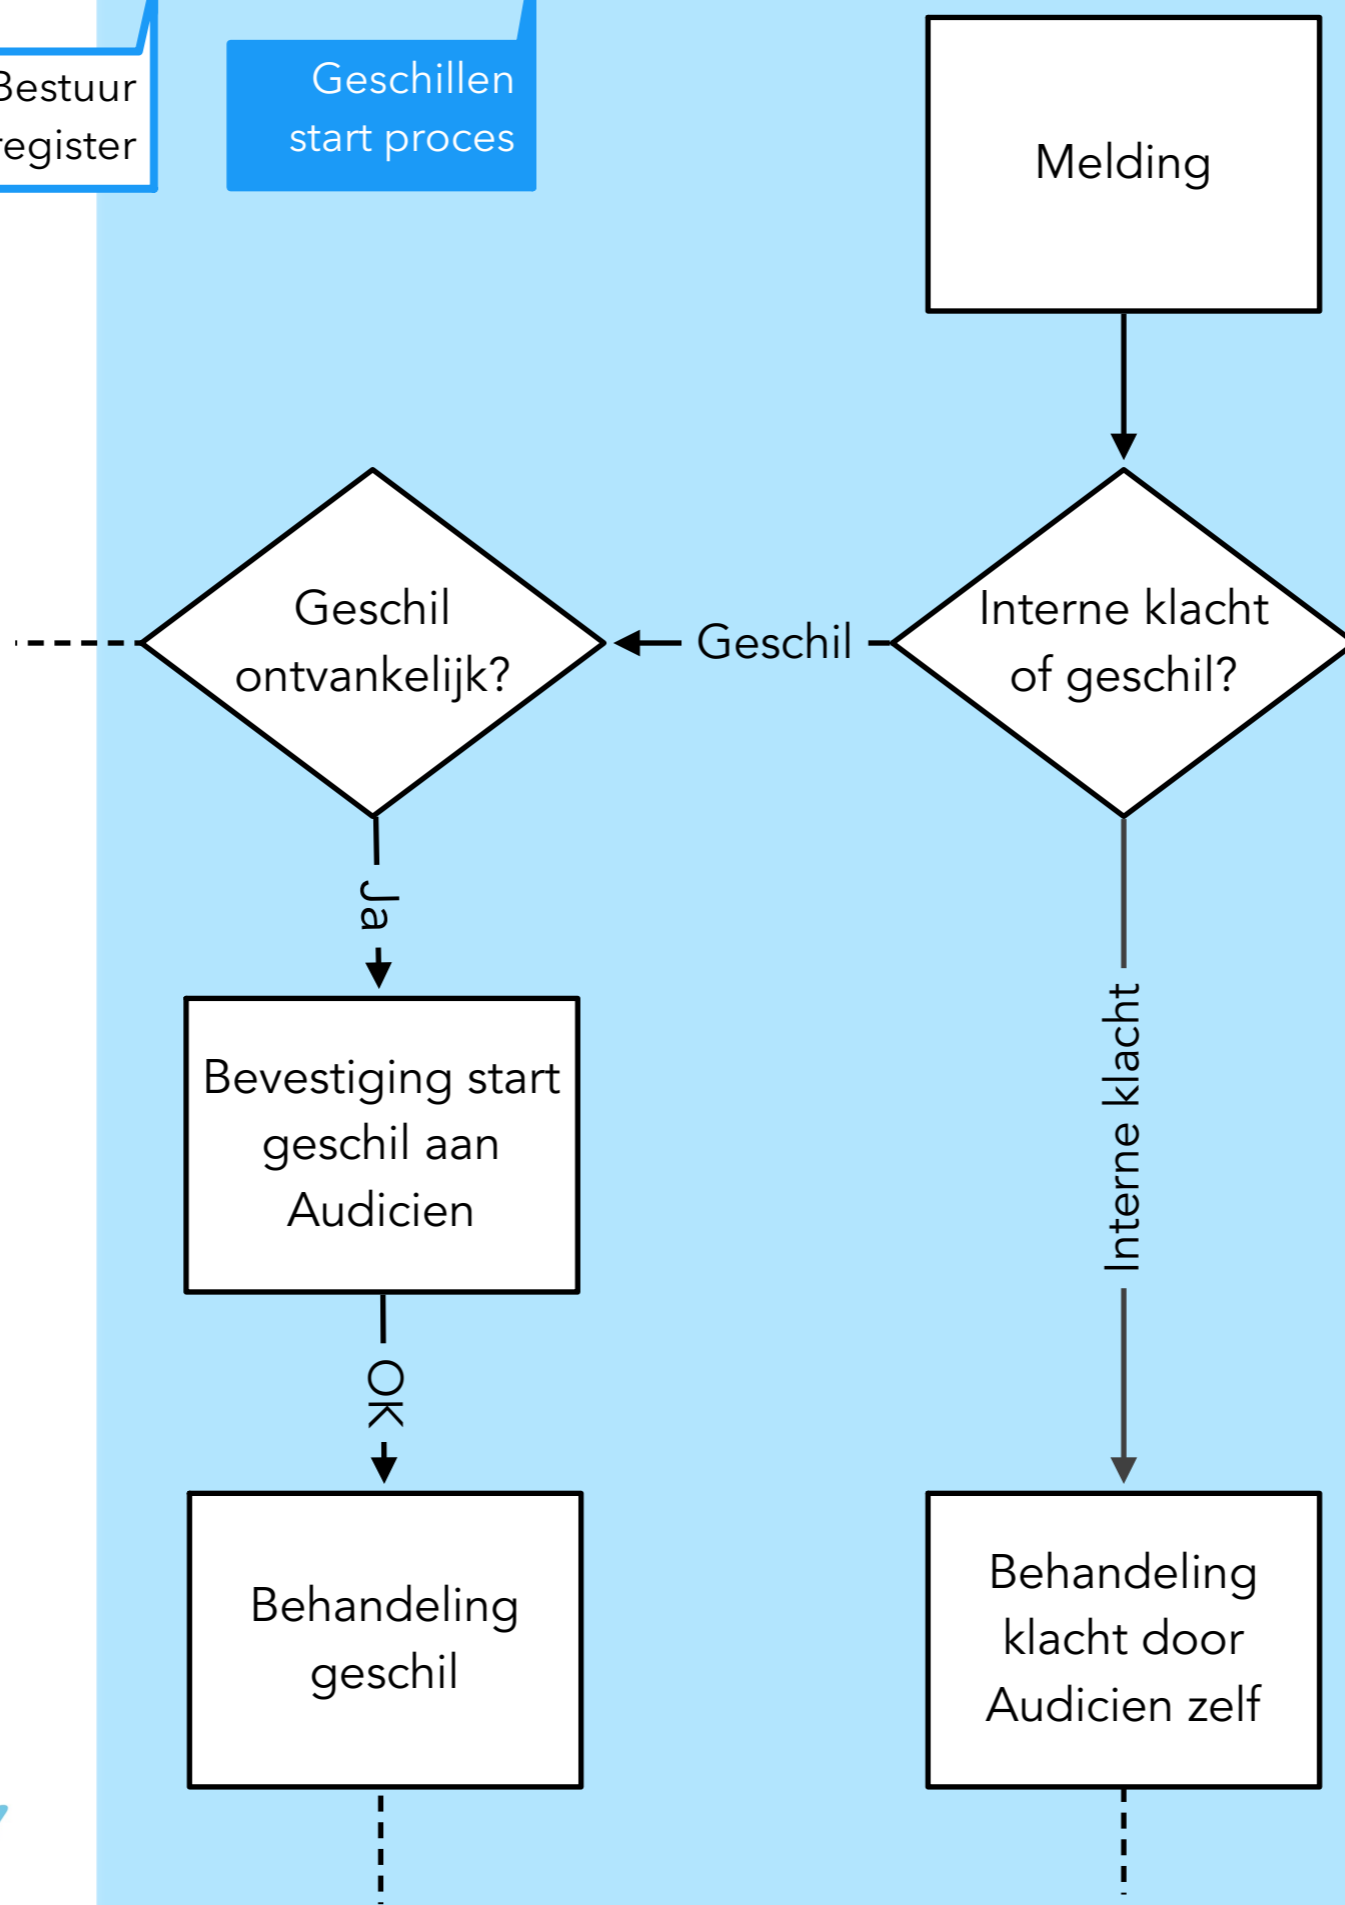 Bestuur
register
Geschillen
start proces
Melding
Interne klacht
of geschil?
Geschil
Geschil
ontvankelijk?
Ja
Bevestiging start
geschil aan
Audicien
OK
Behandeling
geschil
Interne klacht
Behandeling
klacht door
Audicien zelf